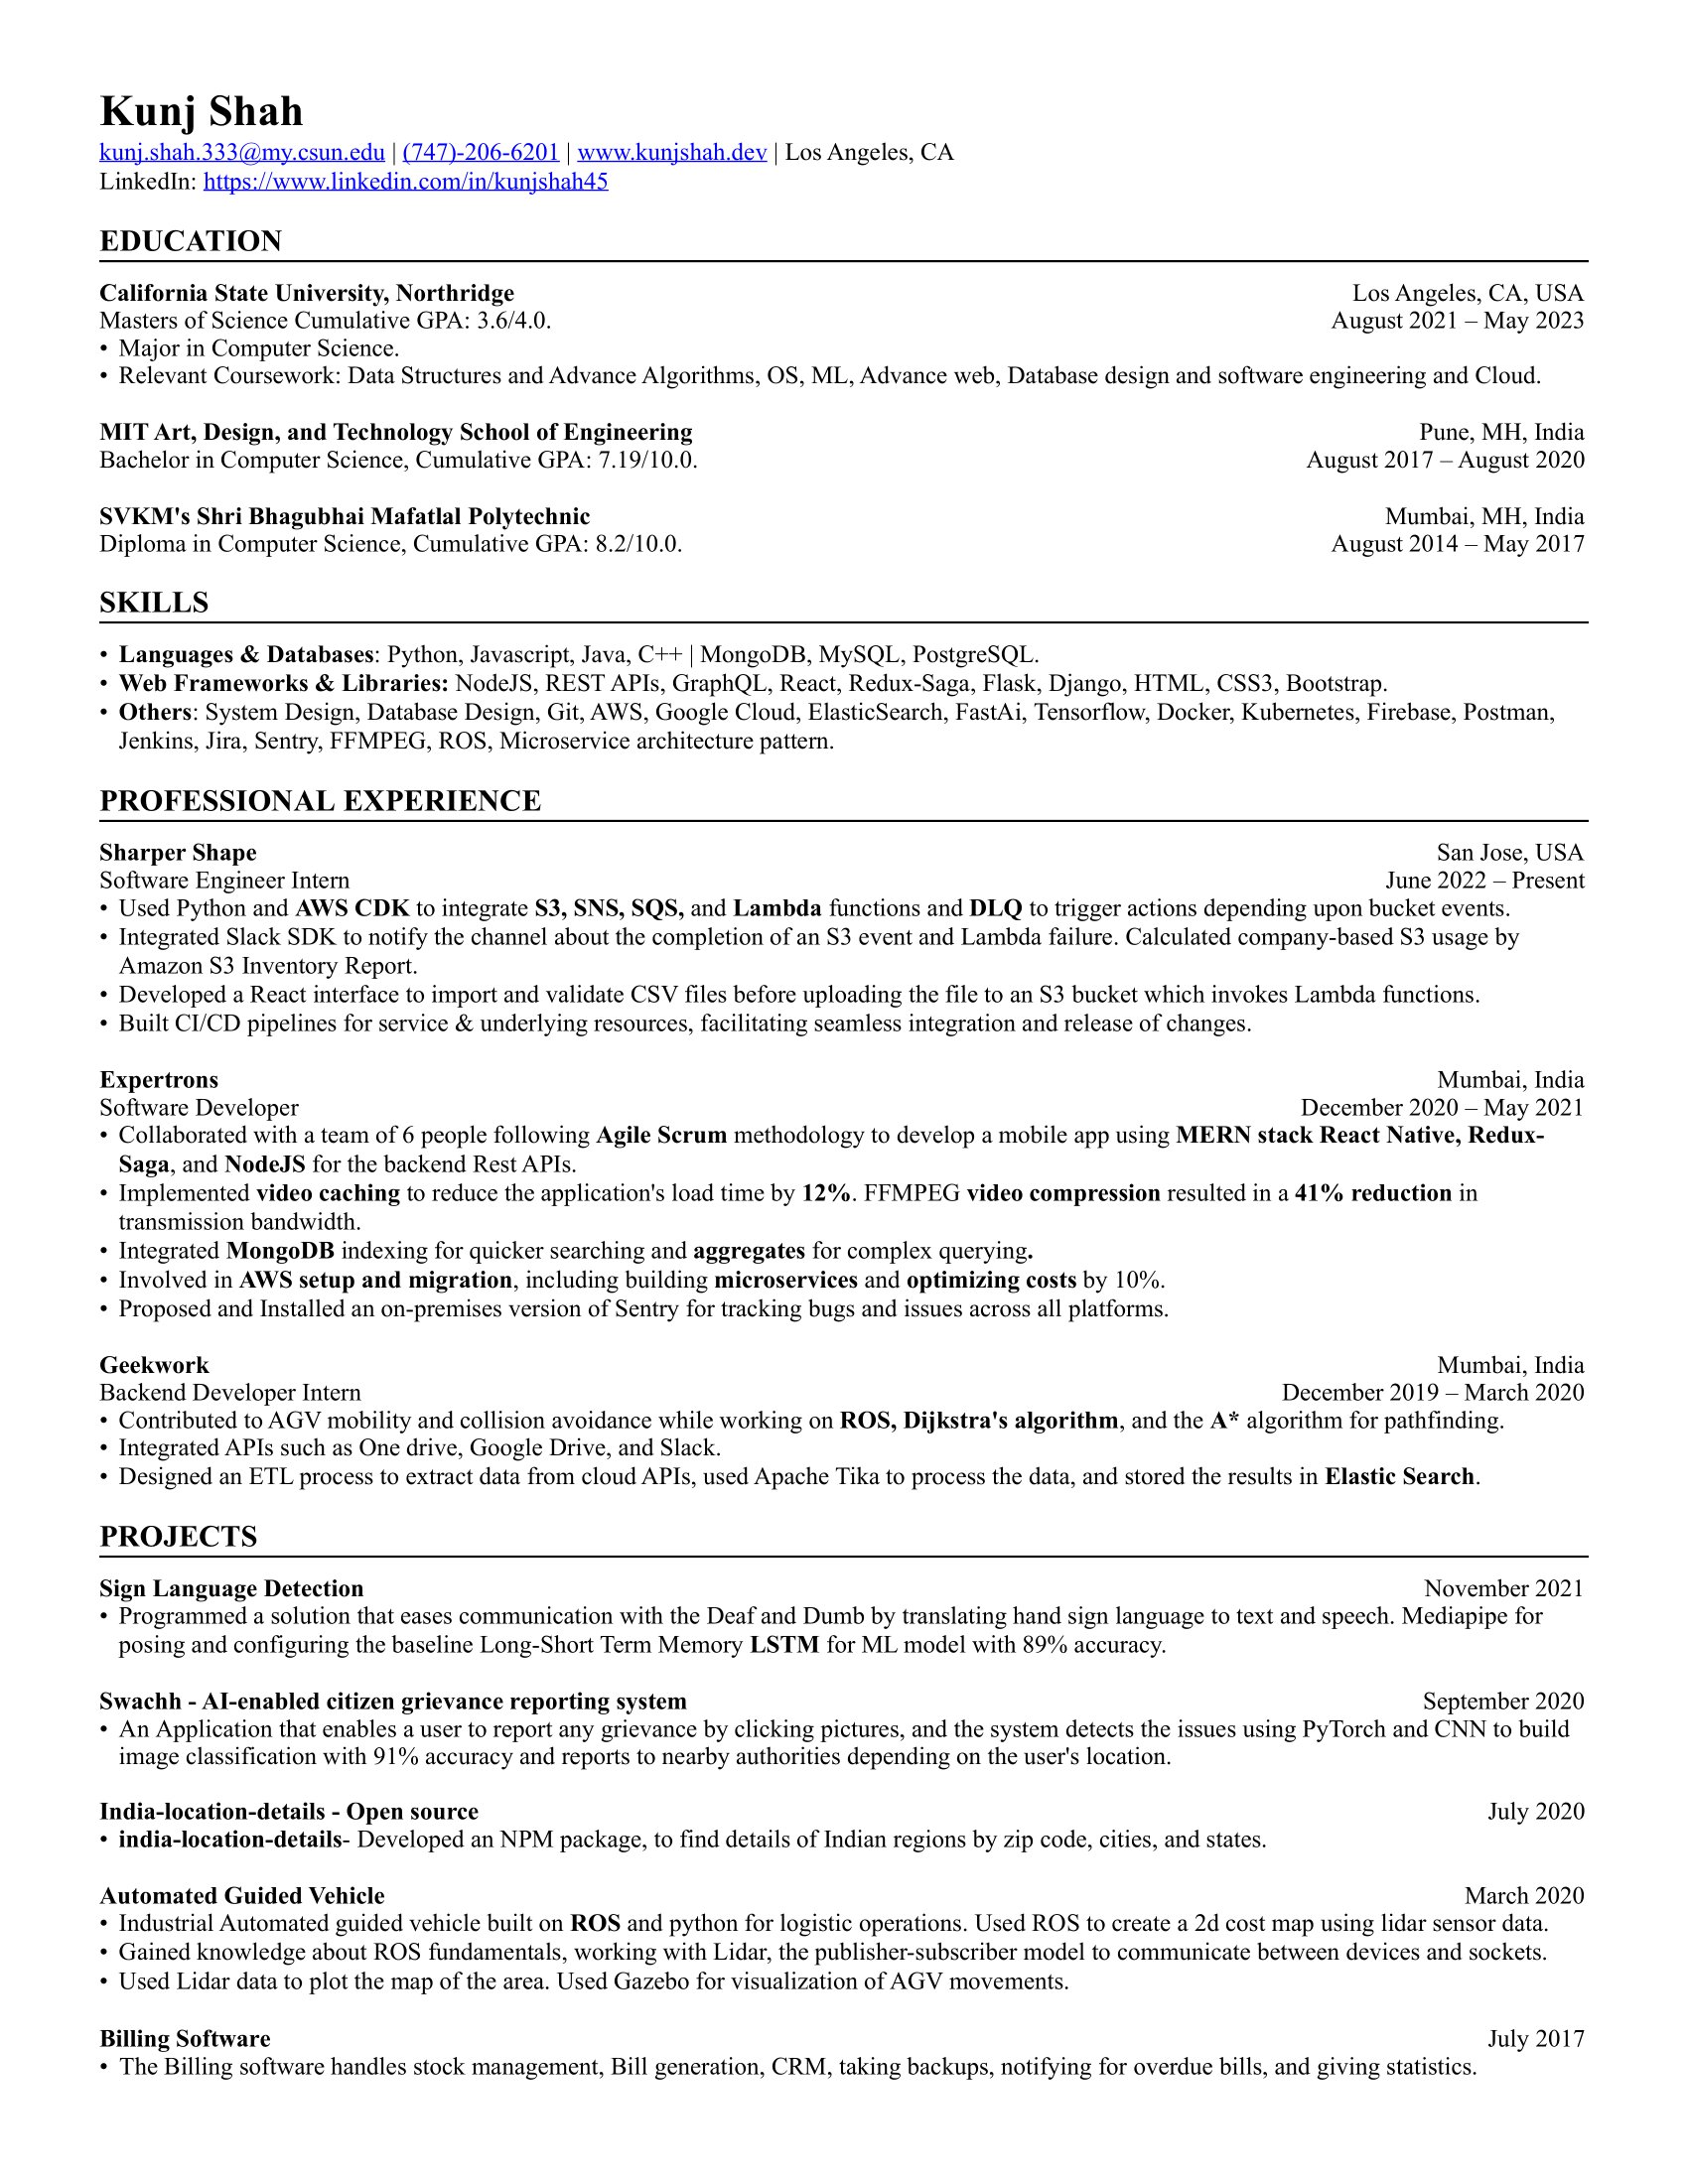 Kunj Shah
kunj.shah.333@my.csun.edu | (747)-206-6201 | www.kunjshah.dev | Los Angeles, CA
LinkedIn: https://www.linkedin.com/in/kunjshah45
EDUCATION
California State University, Northridge Los Angeles, CA, USA
Masters of Science Cumulative GPA: 3.6/4.0. August 2021 – May 2023
• Major in Computer Science.
• Relevant Coursework: Data Structures and Advance Algorithms, OS, ML, Advance web, Database design and software engineering and Cloud.
MIT Art, Design, and Technology School of Engineering Pune, MH, India
Bachelor in Computer Science, Cumulative GPA: 7.19/10.0. August 2017 – August 2020
SVKM's Shri Bhagubhai Mafatlal Polytechnic Mumbai, MH, India
Diploma in Computer Science, Cumulative GPA: 8.2/10.0. August 2014 – May 2017
SKILLS
• Languages & Databases: Python, Javascript, Java, C++ | MongoDB, MySQL, PostgreSQL.
• Web Frameworks & Libraries: NodeJS, REST APIs, GraphQL, React, Redux-Saga, Flask, Django, HTML, CSS3, Bootstrap.
• Others: System Design, Database Design, Git, AWS, Google Cloud, ElasticSearch, FastAi, Tensorflow, Docker, Kubernetes, Firebase, Postman,
Jenkins, Jira, Sentry, FFMPEG, ROS, Microservice architecture pattern.
PROFESSIONAL EXPERIENCE
Sharper Shape San Jose, USA
Software Engineer Intern June 2022 – Present
• Used Python and AWS CDK to integrate S3, SNS, SQS, and Lambda functions and DLQ to trigger actions depending upon bucket events.
• Integrated Slack SDK to notify the channel about the completion of an S3 event and Lambda failure. Calculated company-based S3 usage by
Amazon S3 Inventory Report.
• Developed a React interface to import and validate CSV files before uploading the file to an S3 bucket which invokes Lambda functions.
• Built CI/CD pipelines for service & underlying resources, facilitating seamless integration and release of changes.
Expertrons Mumbai, India
Software Developer December 2020 – May 2021
• Collaborated with a team of 6 people following Agile Scrum methodology to develop a mobile app using MERN stack React Native, Redux-
Saga, and NodeJS for the backend Rest APIs.
• Implemented video caching to reduce the application's load time by 12%. FFMPEG video compression resulted in a 41% reduction in
transmission bandwidth.
• Integrated MongoDB indexing for quicker searching and aggregates for complex querying.
• Involved in AWS setup and migration, including building microservices and optimizing costs by 10%.
• Proposed and Installed an on-premises version of Sentry for tracking bugs and issues across all platforms.
Geekwork Mumbai, India
Backend Developer Intern December 2019 – March 2020
• Contributed to AGV mobility and collision avoidance while working on ROS, Dijkstra's algorithm, and the A* algorithm for pathfinding.
• Integrated APIs such as One drive, Google Drive, and Slack.
• Designed an ETL process to extract data from cloud APIs, used Apache Tika to process the data, and stored the results in Elastic Search.
PROJECTS
Sign Language Detection November 2021
• Programmed a solution that eases communication with the Deaf and Dumb by translating hand sign language to text and speech. Mediapipe for
posing and configuring the baseline Long-Short Term Memory LSTM for ML model with 89% accuracy.
Swachh - AI-enabled citizen grievance reporting system September 2020
• An Application that enables a user to report any grievance by clicking pictures, and the system detects the issues using PyTorch and CNN to build
image classification with 91% accuracy and reports to nearby authorities depending on the user's location.
India-location-details - Open source July 2020
• india-location-details- Developed an NPM package, to find details of Indian regions by zip code, cities, and states.
Automated Guided Vehicle March 2020
• Industrial Automated guided vehicle built on ROS and python for logistic operations. Used ROS to create a 2d cost map using lidar sensor data.
• Gained knowledge about ROS fundamentals, working with Lidar, the publisher-subscriber model to communicate between devices and sockets.
• Used Lidar data to plot the map of the area. Used Gazebo for visualization of AGV movements.
Billing Software July 2017
• The Billing software handles stock management, Bill generation, CRM, taking backups, notifying for overdue bills, and giving statistics.